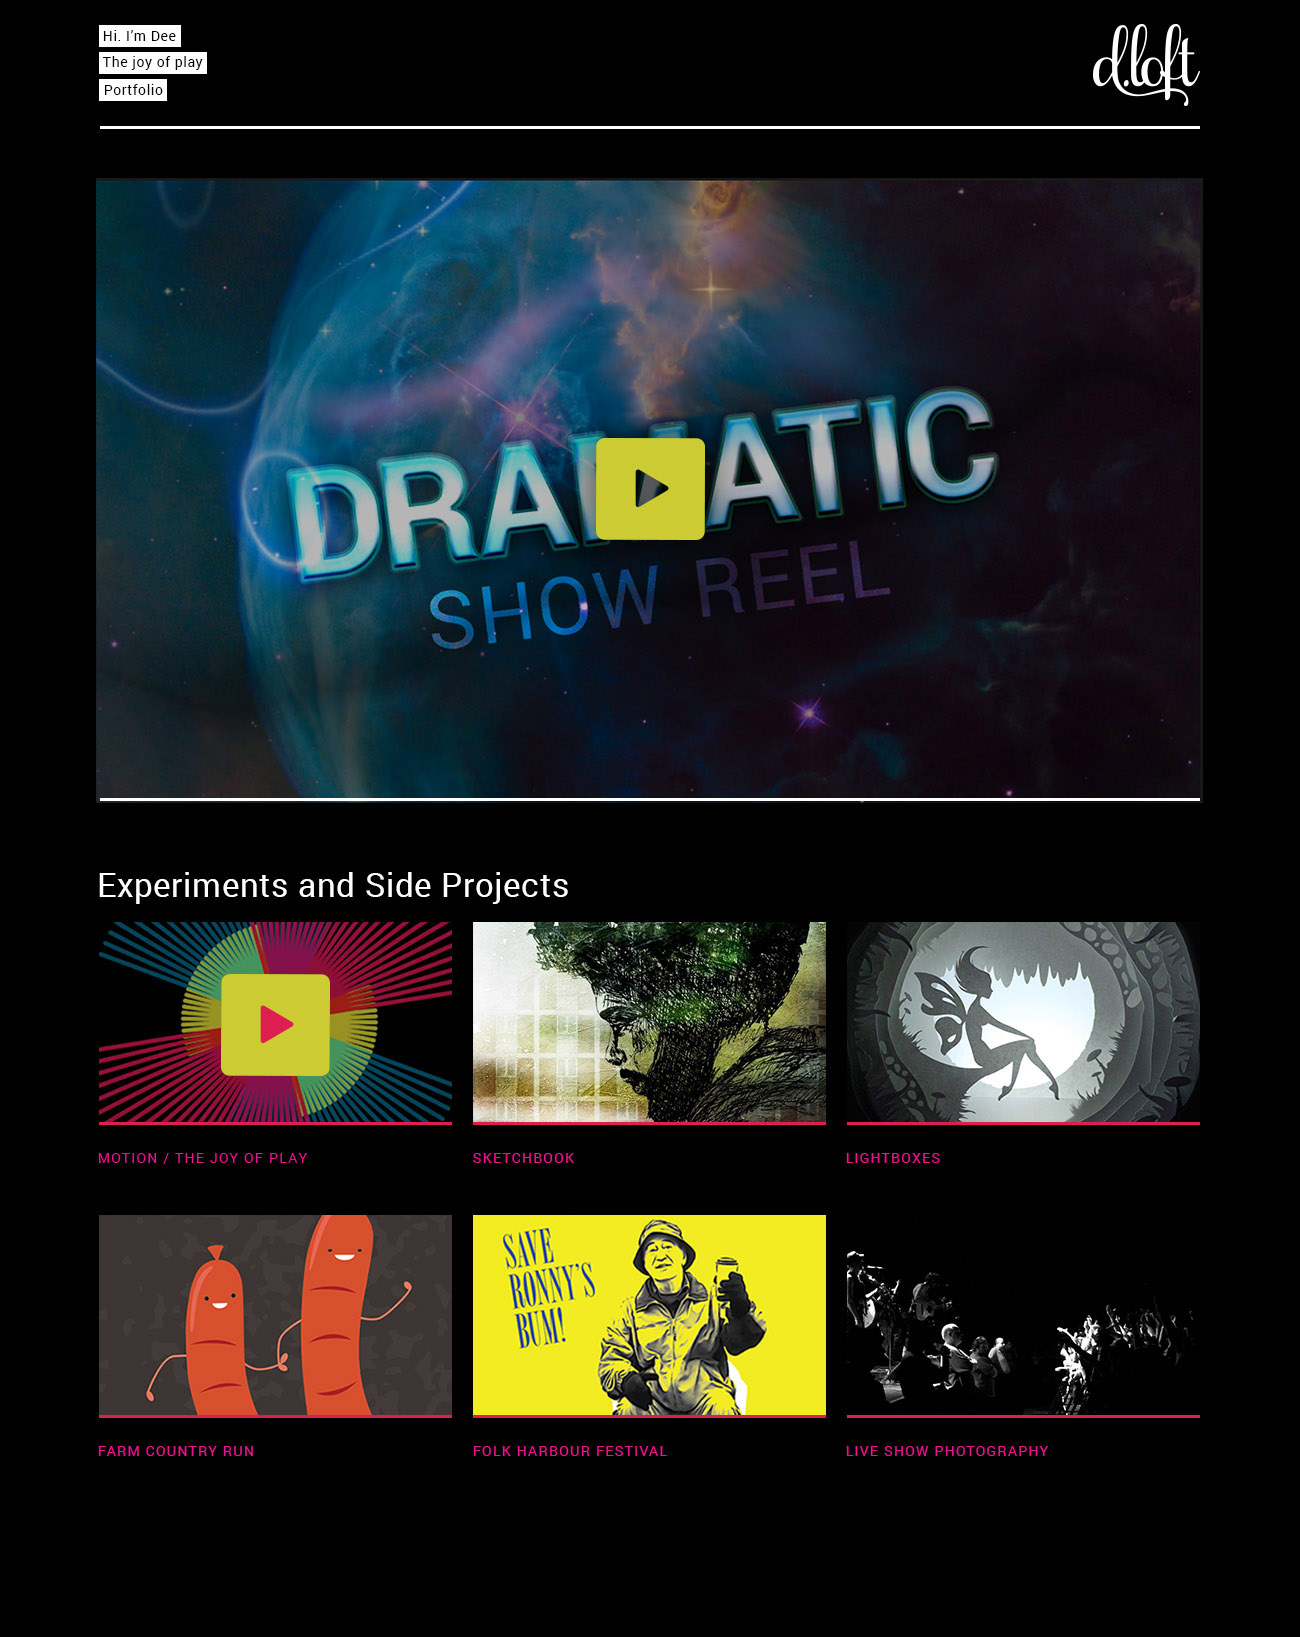 Hi. I'm Dee
The joy of play
Portfolio
d.loft
DRAMATIC
SHOW REEL
Experiments and Side Projects
MOTION / THE JOY OF PLAY
SKETCHBOOK
LIGHTBOXES
SAVE
RONNY'S
BUM!
FARM COUNTRY RUN
FOLK HARBOUR FESTIVAL
LIVE SHOW PHOTOGRAPHY